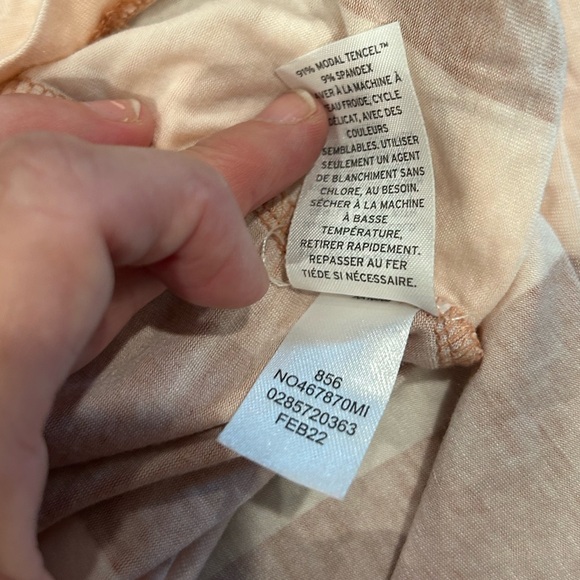 91% MODAL TENCEL™
9% SPANDEX
AVER À LA MACHINE À
EAU FROIDE, CYCLE
DÉLICAT, AVEC DES
COULEURS
SEMBLABLES. UTILISER
SEULEMENT UN AGENT
DE BLANCHIMENT SANS
CHLORE, AU BESOIN.
SÉCHER À LA MACHINE
À BASSE
TEMPÉRATURE,
RETIRER RAPIDEMENT.
REPASSER AU FER
TIÉDE SI NÉCESSAIRE.
856
NO467870MI
0285720363
FEB22